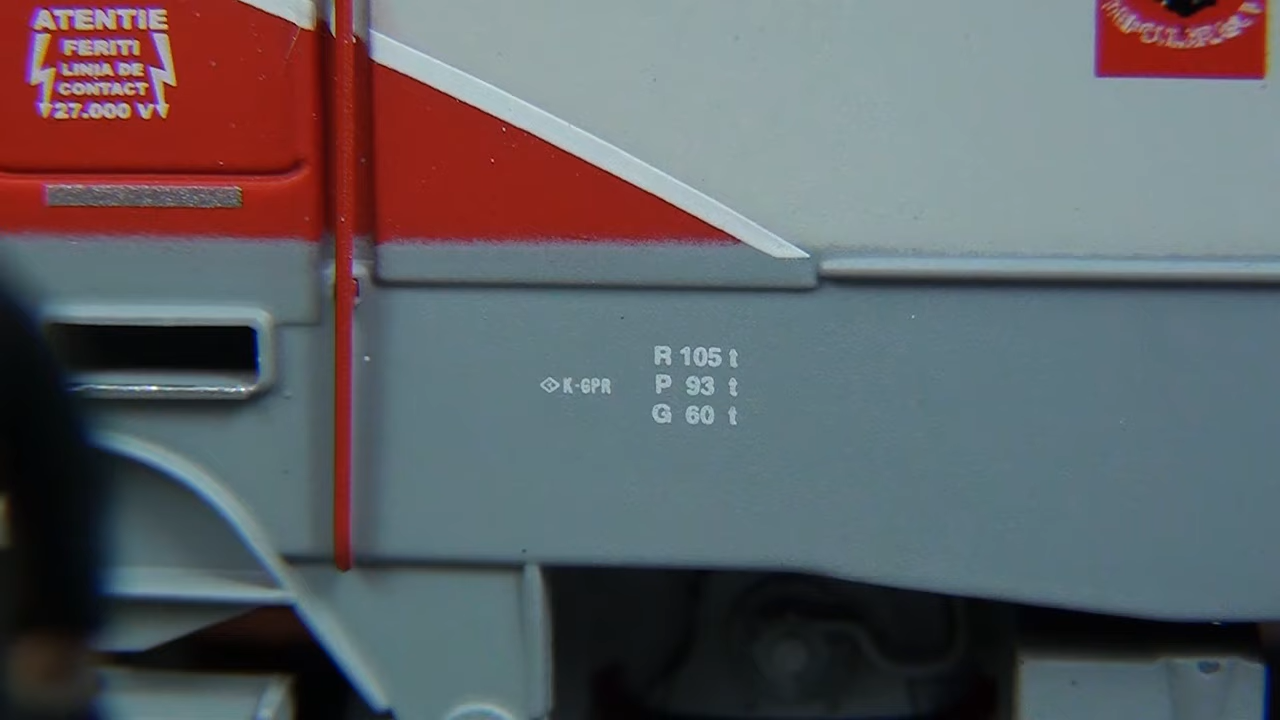 ATENTIE
FERITI
LINIA DE
CONTACT
27.000 V
R 105 t
K-GPR
P 93 t
G 60 t